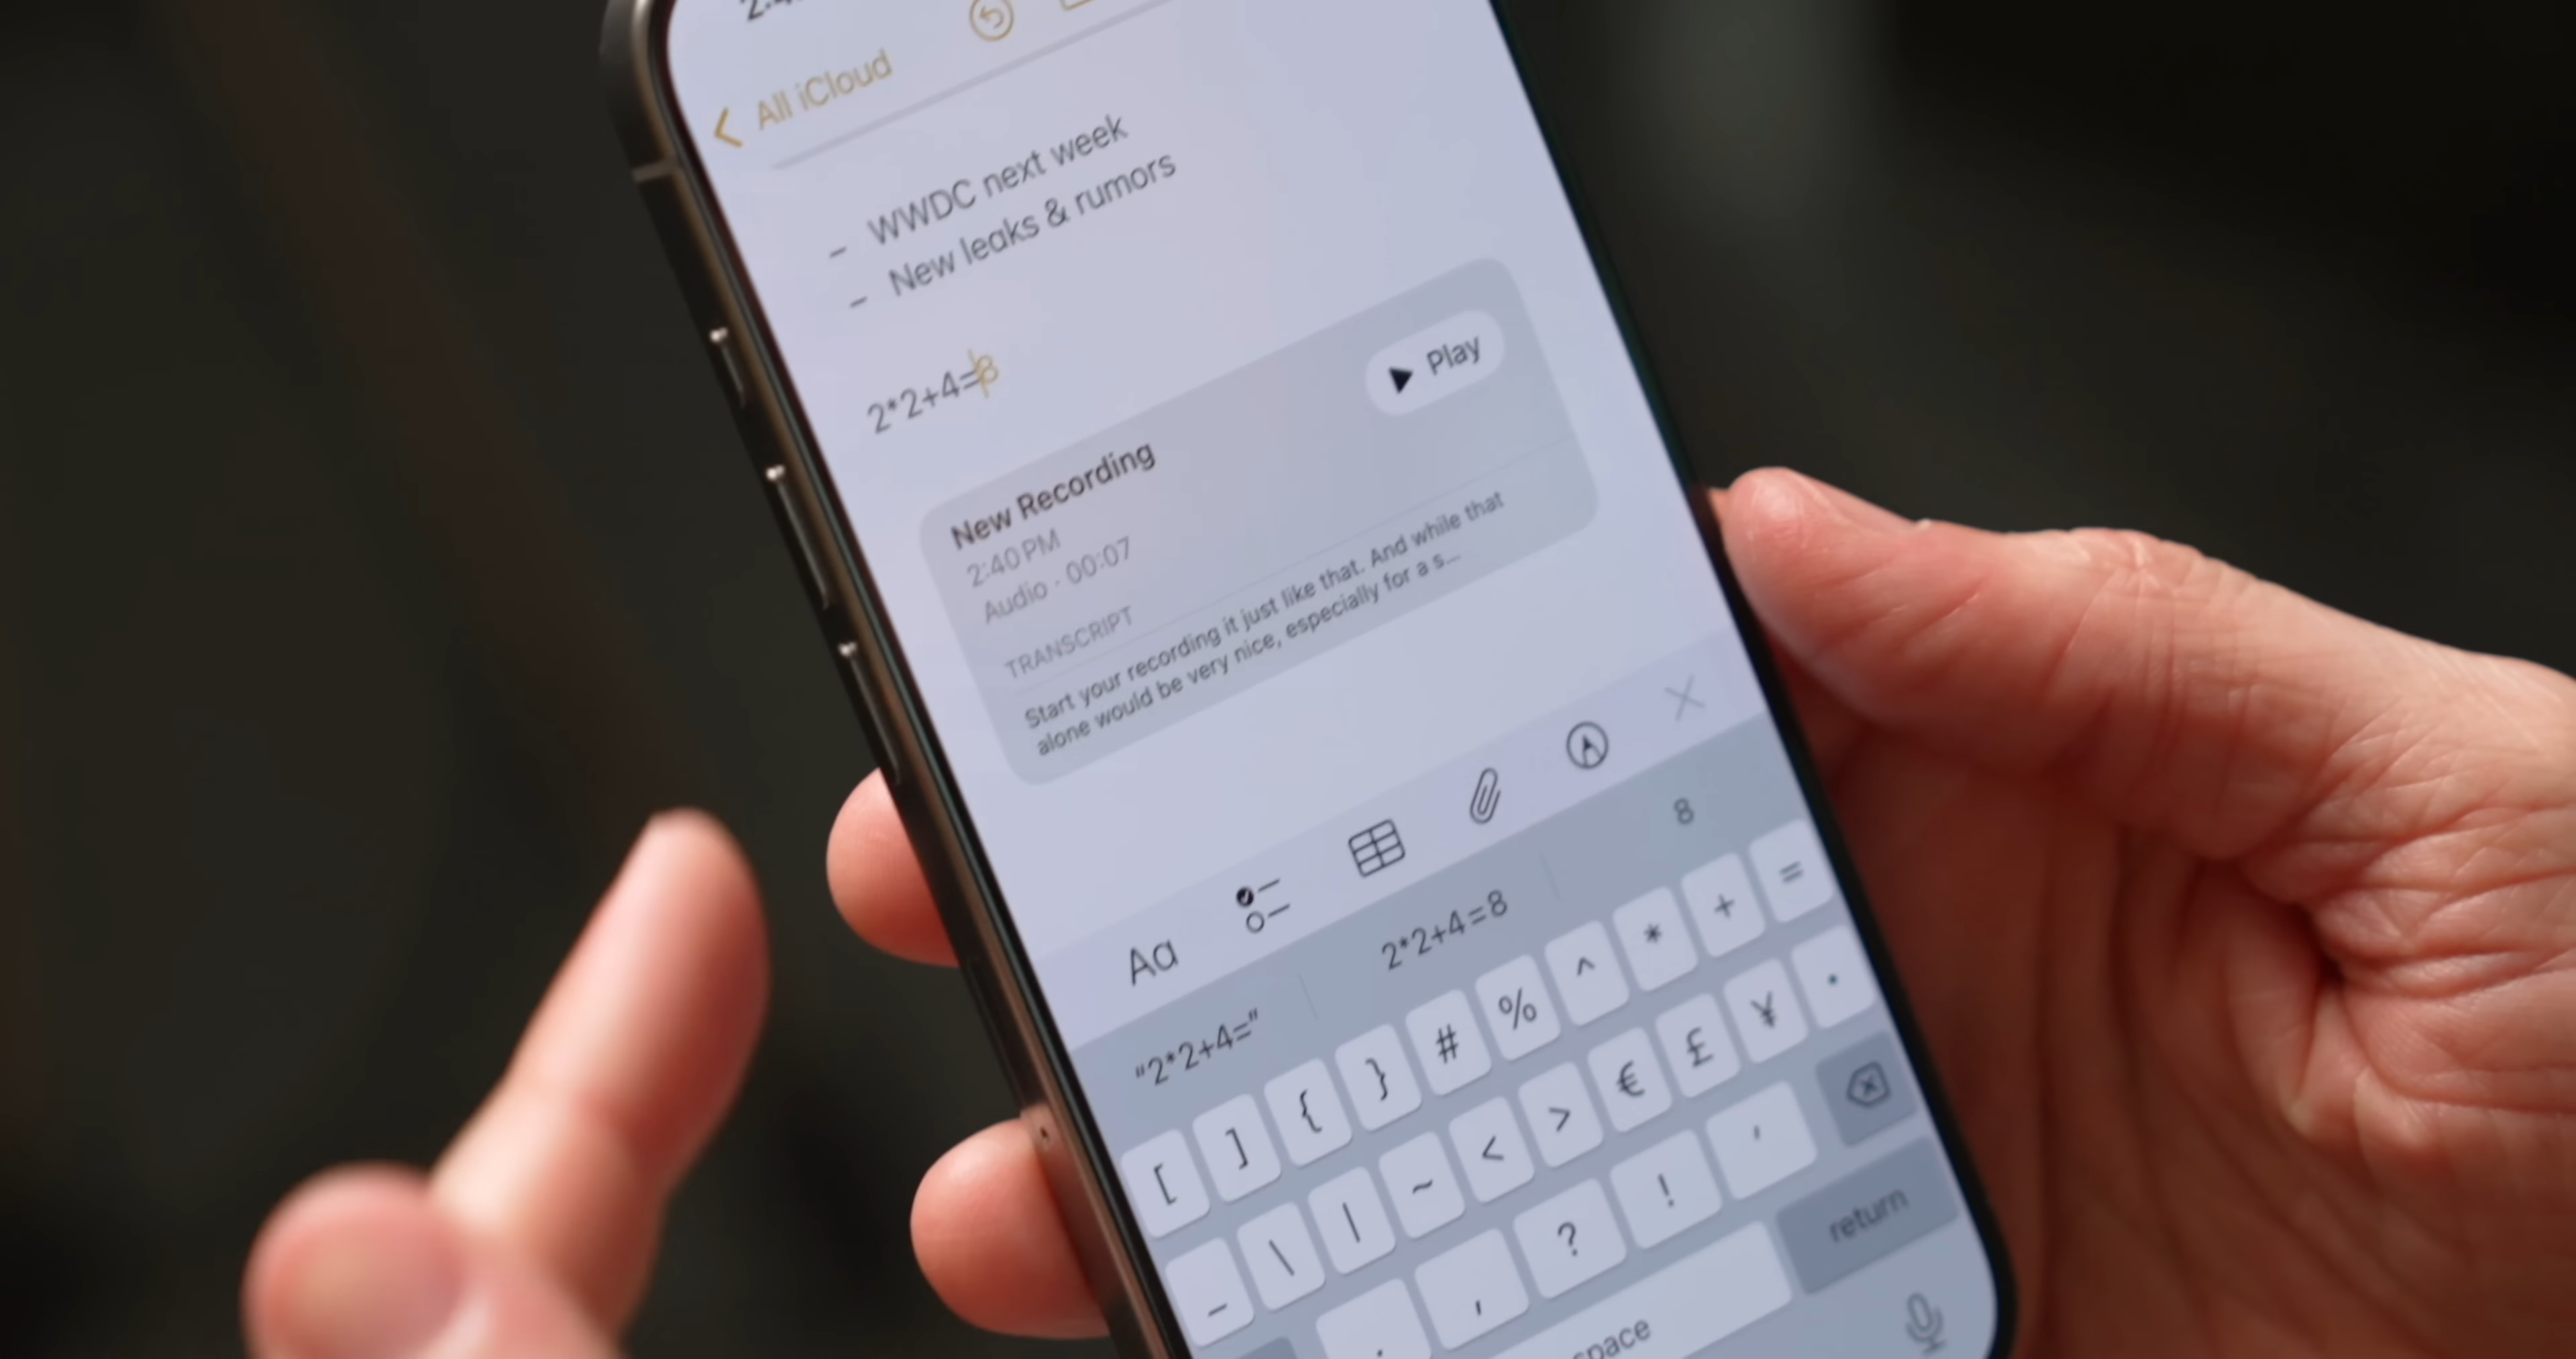 All iCloud
– WWDC next week
– New leaks & rumors
2*2+4=8
New Recording
2:40 PM
Audio · 00:07
Play
TRANSCRIPT
Start your recording it just like that. And while that
alone would be very nice, especially for a s...
Aa
“2*2+4=” 2*2+4=8 8
[ ] { } # % ^ * + =
_ \ | ~ < > € £ ¥ •
. , ? ! '
space return